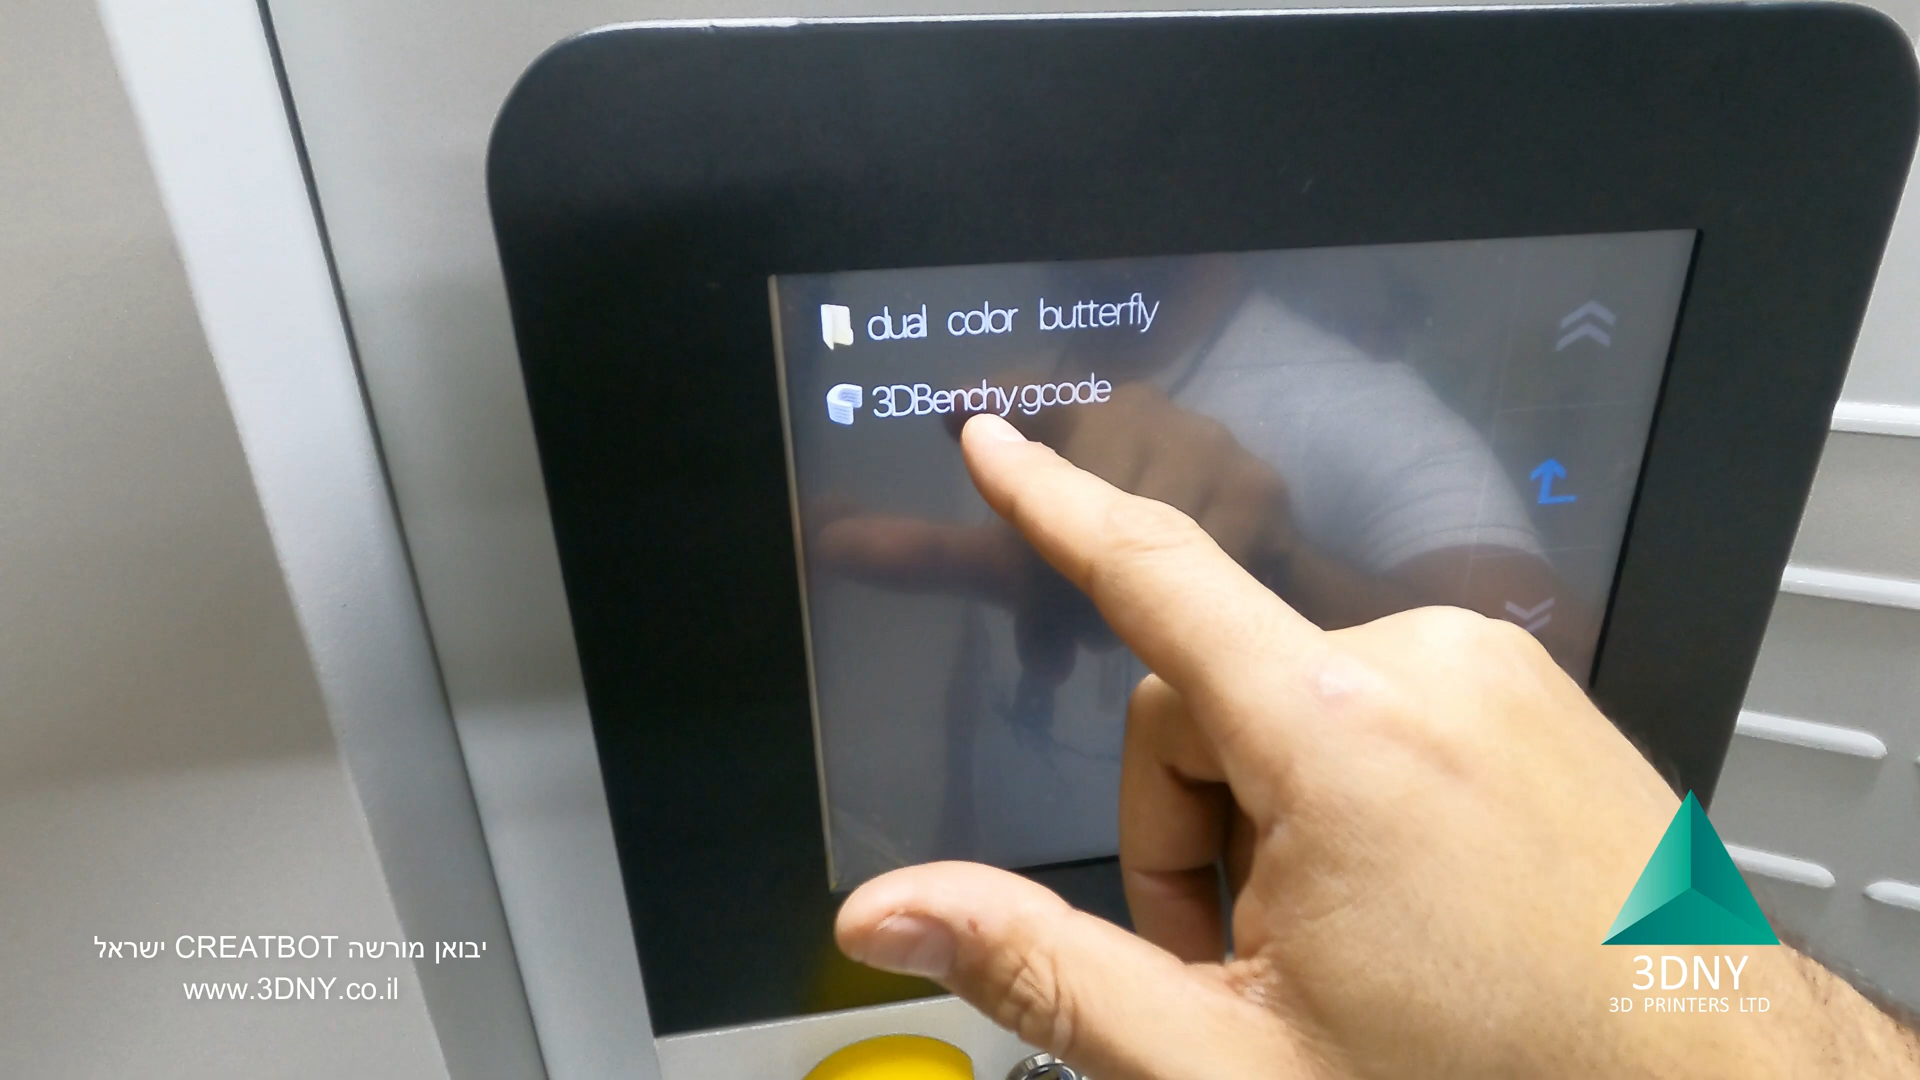 dual color butterfly
3DBenchy.gcode
יבואן מורשה CREATBOT ישראל
www.3DNY.co.il
3DNY
3D PRINTERS LTD